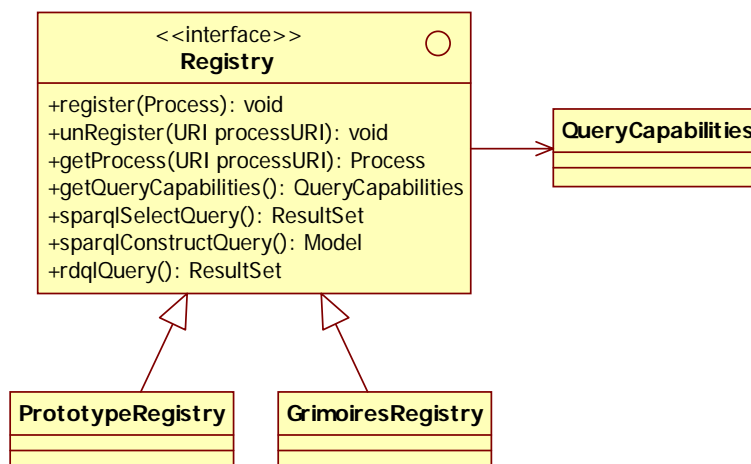 <<interface>>
Registry
+register(Process): void
+unRegister(URI processURI): void
+getProcess(URI processURI): Process
+getQueryCapabilities(): QueryCapabilities
+sparqlSelectQuery(): ResultSet
+sparqlConstructQuery(): Model
+rdqlQuery(): ResultSet
QueryCapabilities
PrototypeRegistry
GrimoiresRegistry